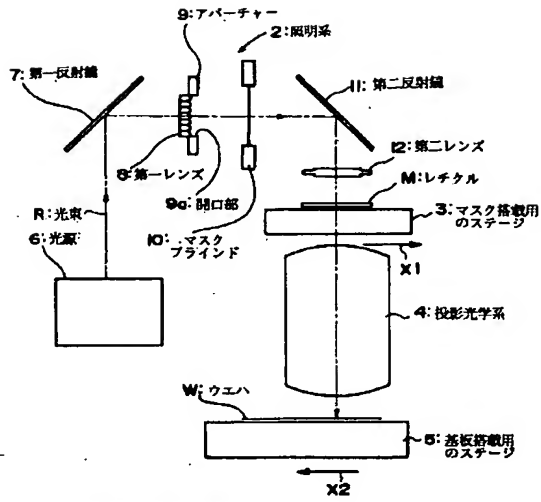 9:アパーチャー
2:照明系
7:第一反射鏡
11:第二反射鏡
12:第二レンズ
8:第一レンズ
M:レチクル
9a:開口部
R:光束
3:マスク搭載用
のステージ
6:光源
10:マスク
ブラインド
X1
4:投影光学系
W:ウエハ
5:基板搭載用
のステージ
X2